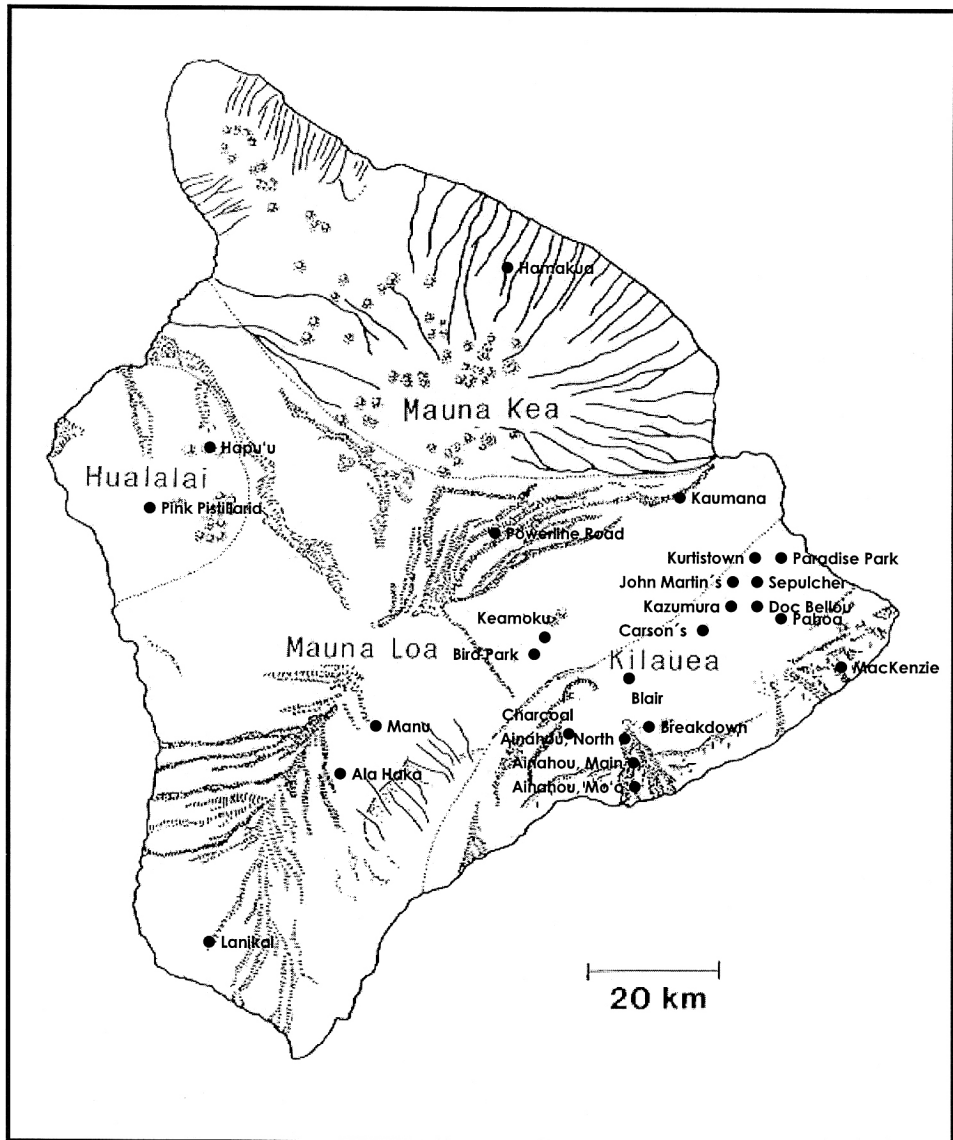 Hamakua
Mauna Kea
Hapu'u
Hualalai
Pink Pistillarid
Kaumana
Powerline Road
Kurtistown
Paradise Park
John Martin´s
Sepulcher
Kazumura
Doc Bellou
Pahoa
Keamoku
Carson´s
Mauna Loa
Bird Park
Kilauea
MacKenzie
Blair
Charcoal
Manu
Breakdown
Ainahou, North
Ainahou, Main
Ala Haka
Ainahou, Mo'o
Lanikai
20 km